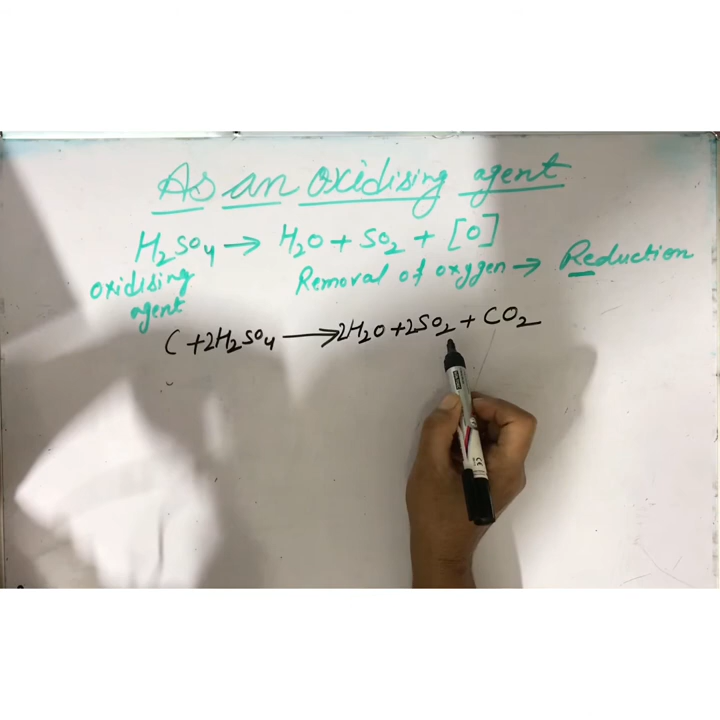 As an oxidising agent
H2SO4 → H2O + SO2 + [O]
oxidising agent
Removal of oxygen → Reduction
C + 2H2SO4 → 2H2O + 2SO2 + CO2